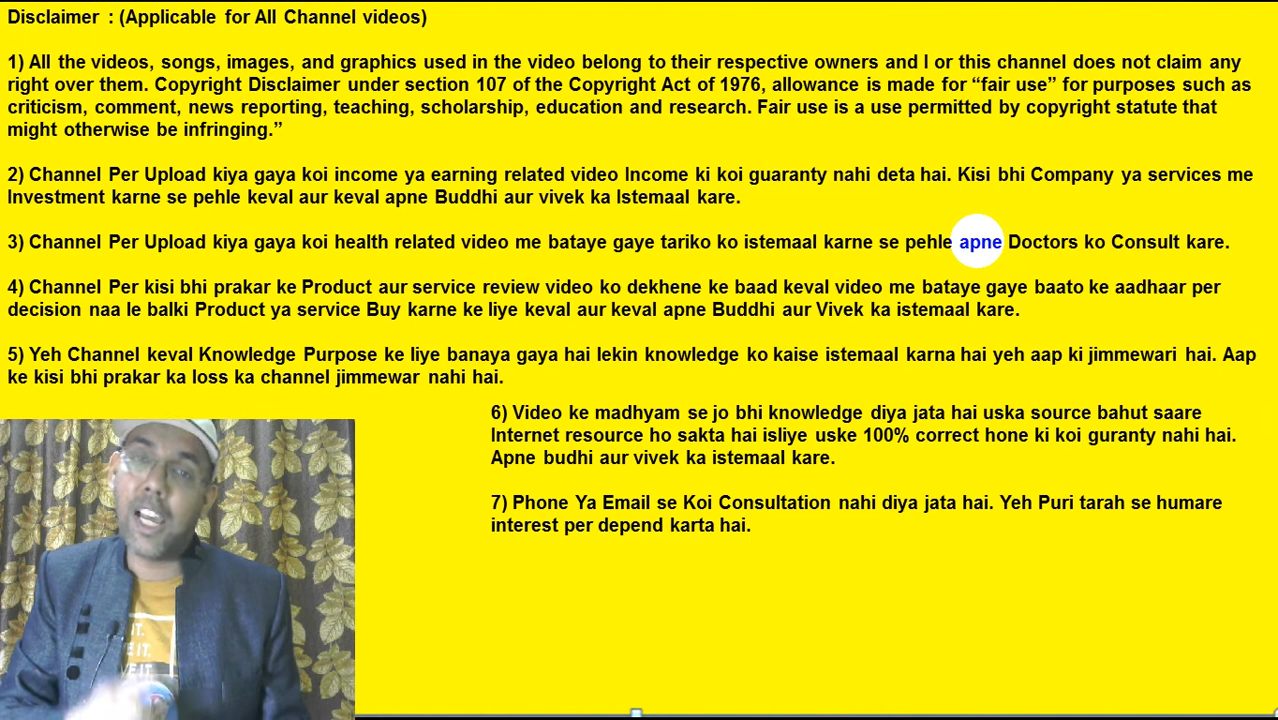 Disclaimer : (Applicable for All Channel videos)
1) All the videos, songs, images, and graphics used in the video belong to their respective owners and I or this channel does not claim any
right over them. Copyright Disclaimer under section 107 of the Copyright Act of 1976, allowance is made for “fair use” for purposes such as
criticism, comment, news reporting, teaching, scholarship, education and research. Fair use is a use permitted by copyright statute that
might otherwise be infringing.”
2) Channel Per Upload kiya gaya koi income ya earning related video Income ki koi guaranty nahi deta hai. Kisi bhi Company ya services me
Investment karne se pehle keval aur keval apne Buddhi aur vivek ka Istemaal kare.
3) Channel Per Upload kiya gaya koi health related video me bataye gaye tariko ko istemaal karne se pehle apne Doctors ko Consult kare.
4) Channel Per kisi bhi prakar ke Product aur service review video ko dekhene ke baad keval video me bataye gaye baato ke aadhaar per
decision naa le balki Product ya service Buy karne ke liye keval aur keval apne Buddhi aur Vivek ka istemaal kare.
5) Yeh Channel keval Knowledge Purpose ke liye banaya gaya hai lekin knowledge ko kaise istemaal karna hai yeh aap ki jimmewari hai. Aap
ke kisi bhi prakar ka loss ka channel jimmewar nahi hai.
6) Video ke madhyam se jo bhi knowledge diya jata hai uska source bahut saare
Internet resource ho sakta hai isliye uske 100% correct hone ki koi guranty nahi hai.
Apne budhi aur vivek ka istemaal kare.
7) Phone Ya Email se Koi Consultation nahi diya jata hai. Yeh Puri tarah se humare
interest per depend karta hai.
IT.
IT.
IT.